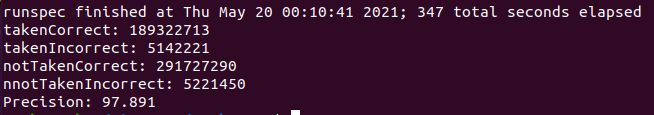 runspec finished at Thu May 20 00:10:41 2021; 347 total seconds elapsed
takenCorrect: 189322713
takenIncorrect: 5142221
notTakenCorrect: 291727290
nnotTakenIncorrect: 5221450
Precision: 97.891